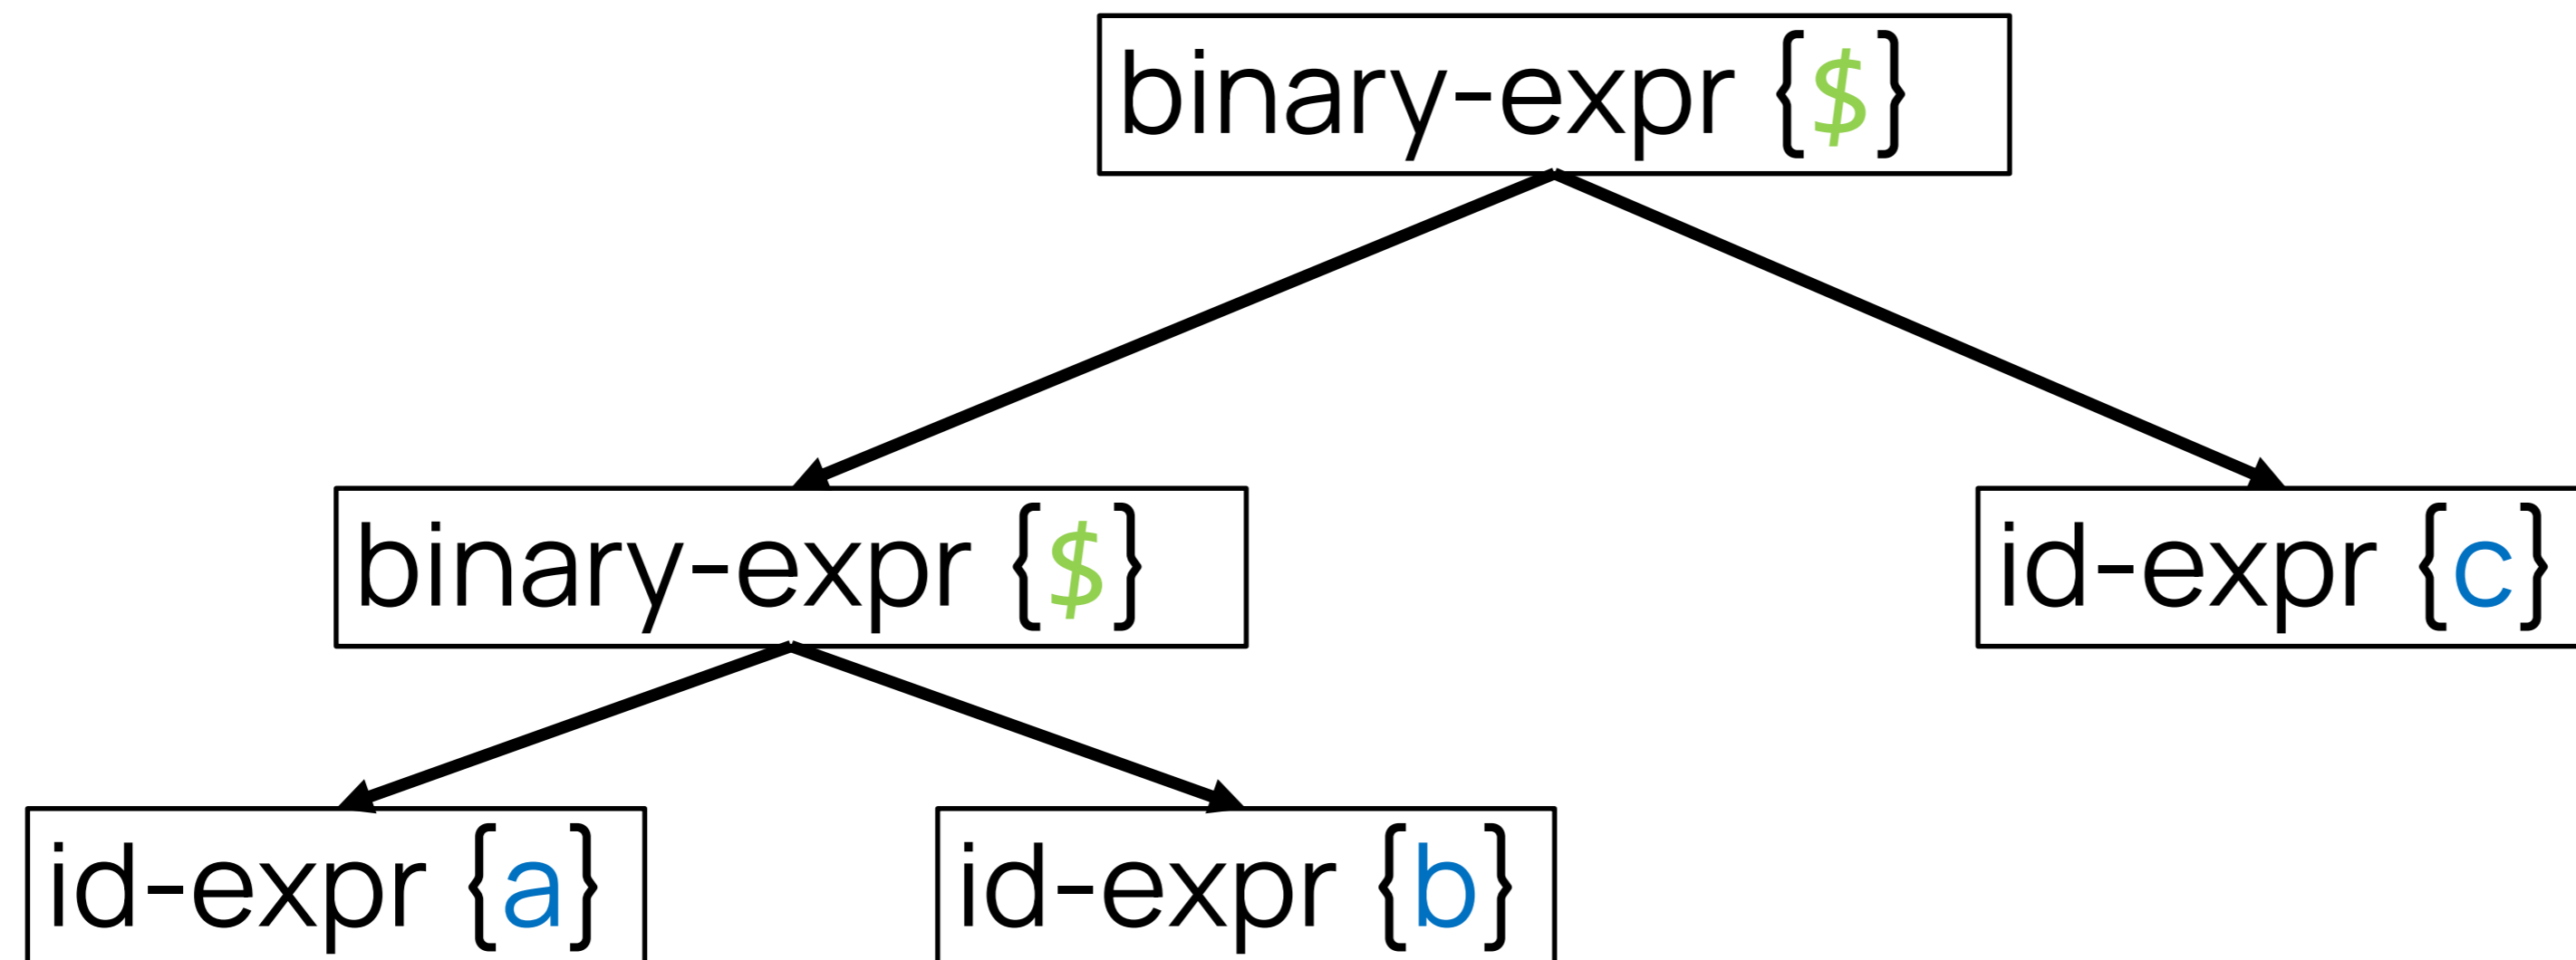 binary-expr {$}
binary-expr {$}
id-expr {c}
id-expr {a}
id-expr {b}